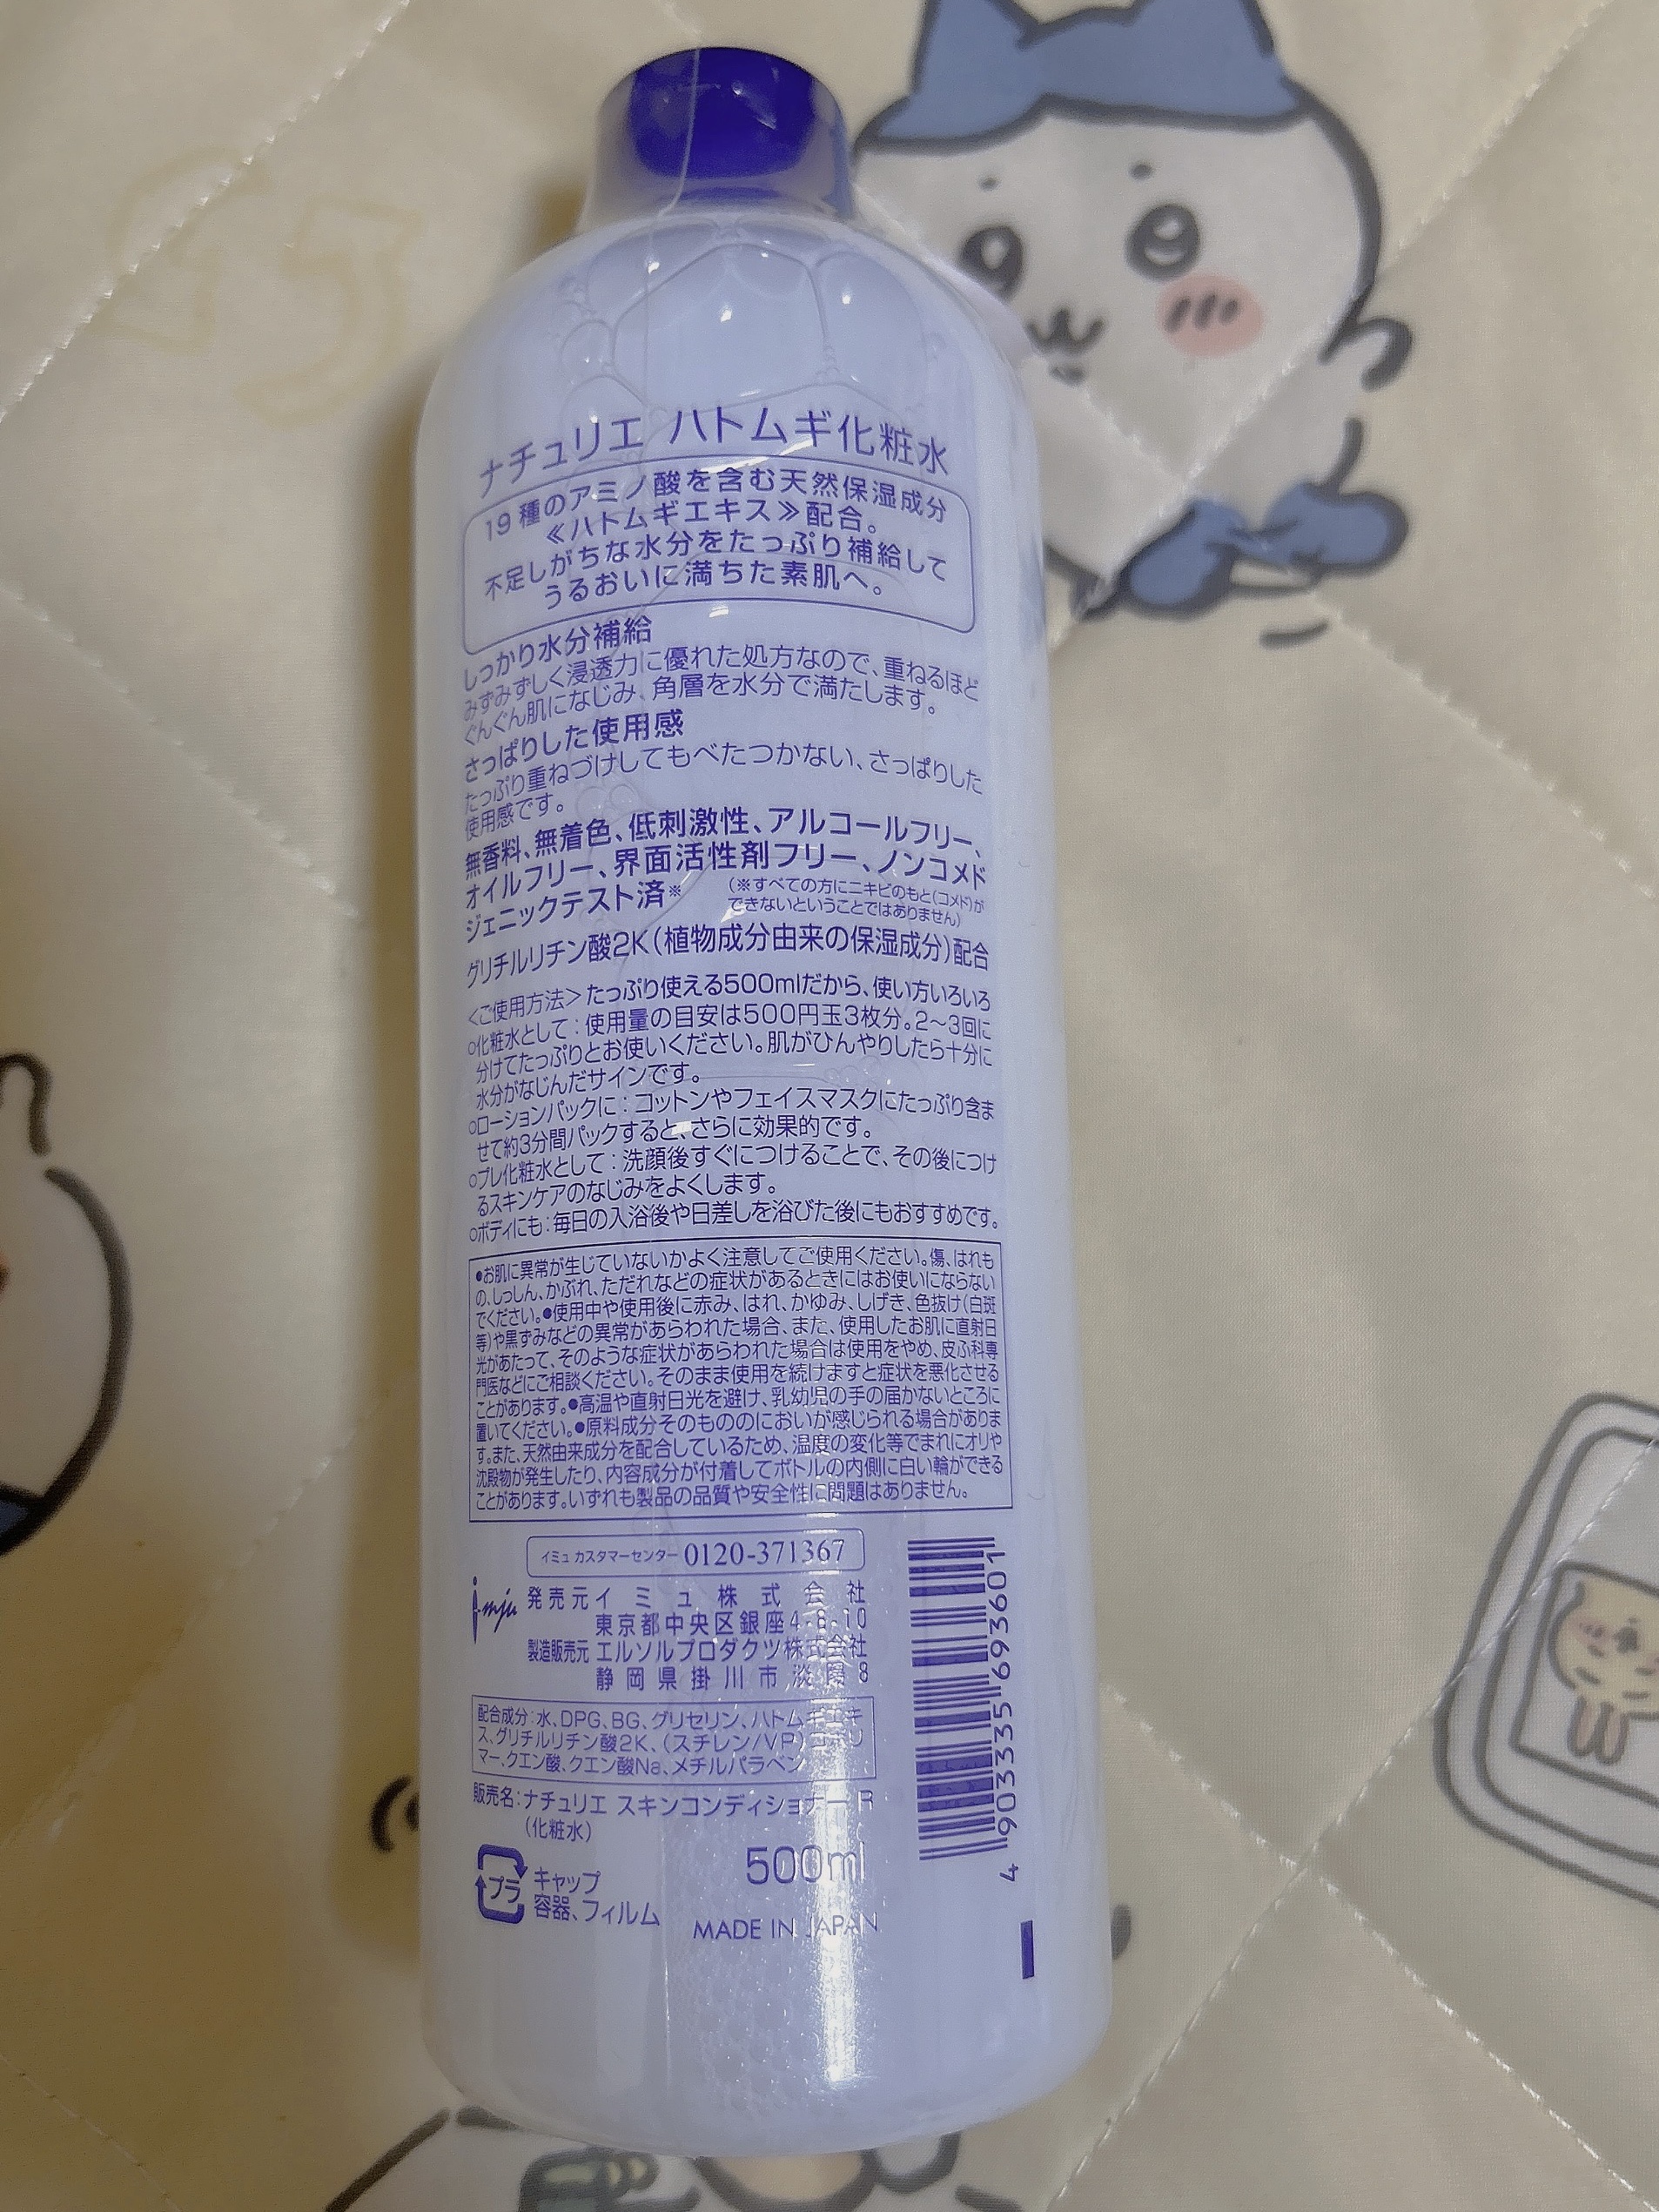 ナチュリエ ハトムギ化粧水
19種のアミノ酸を含む天然保湿成分
≪ハトムギエキス≫配合。
不足しがちな水分をたっぷり補給して
うるおいに満ちた素肌へ。
しっかり水分補給
みずみずしく浸透力に優れた処方なので、重ねるほど
ぐんぐん肌になじみ、角層を水分で満たします。
さっぱりした使用感
たっぷり重ねづけしてもべたつかない、さっぱりした
使用感です。
無香料、無着色、低刺激性、アルコールフリー、
オイルフリー、界面活性剤フリー、ノンコメド
ジェニックテスト済※
(※すべての方にニキビのもと(コメド)が
できないということではありません)
グリチルリチン酸2K(植物成分由来の保湿成分)配合
<ご使用方法>たっぷり使える500mlだから、使い方いろいろ
○化粧水として:使用量の目安は500円玉3枚分。2～3回に
分けてたっぷりとお使いください。肌がひんやりしたら十分に
水分がなじんだサインです。
○ローションパックに:コットンやフェイスマスクにたっぷり含ま
せて約3分間パックすると、さらに効果的です。
○プレ化粧水として:洗顔後すぐにつけることで、その後につけ
るスキンケアのなじみをよくします。
○ボディにも:毎日の入浴後や日差しを浴びた後にもおすすめです。
●お肌に異常が生じていないかよく注意してご使用ください。傷、はれも
の、しっしん、かぶれ、ただれなどの症状があるときにはお使いにならない
でください。●使用中や使用後に赤み、はれ、かゆみ、しげき、色抜け(白斑
等)や黒ずみなどの異常があらわれた場合、また、使用したお肌に直射日
光があたって、そのような症状があらわれた場合は使用をやめ、皮ふ科専
門医などにご相談ください。そのまま使用を続けますと症状を悪化させる
ことがあります。●高温や直射日光を避け、乳幼児の手の届かないところに
置いてください。●原料成分そのもののにおいが感じられる場合がありま
す。また、天然由来成分を配合しているため、温度の変化等でまれにオリや
沈殿物が発生したり、内容成分が付着してボトルの内側に白い輪ができる
ことがあります。いずれも製品の品質や安全性に問題はありません。
イミュ カスタマーセンター 0120-371367
i-mju 発売元 イミュ株式会社
東京都中央区銀座4-8-10
製造販売元 エルソルプロダクツ株式会社
静岡県掛川市淡陽8
配合成分:水、DPG、BG、グリセリン、ハトムギエキ
ス、グリチルリチン酸2K、(スチレン/VP)コポリ
マー、クエン酸、クエン酸Na、メチルパラベン
販売名:ナチュリエ スキンコンディショナー R
(化粧水)
プラ キャップ
容器、フィルム
500ml
MADE IN JAPAN
4 903335 693601